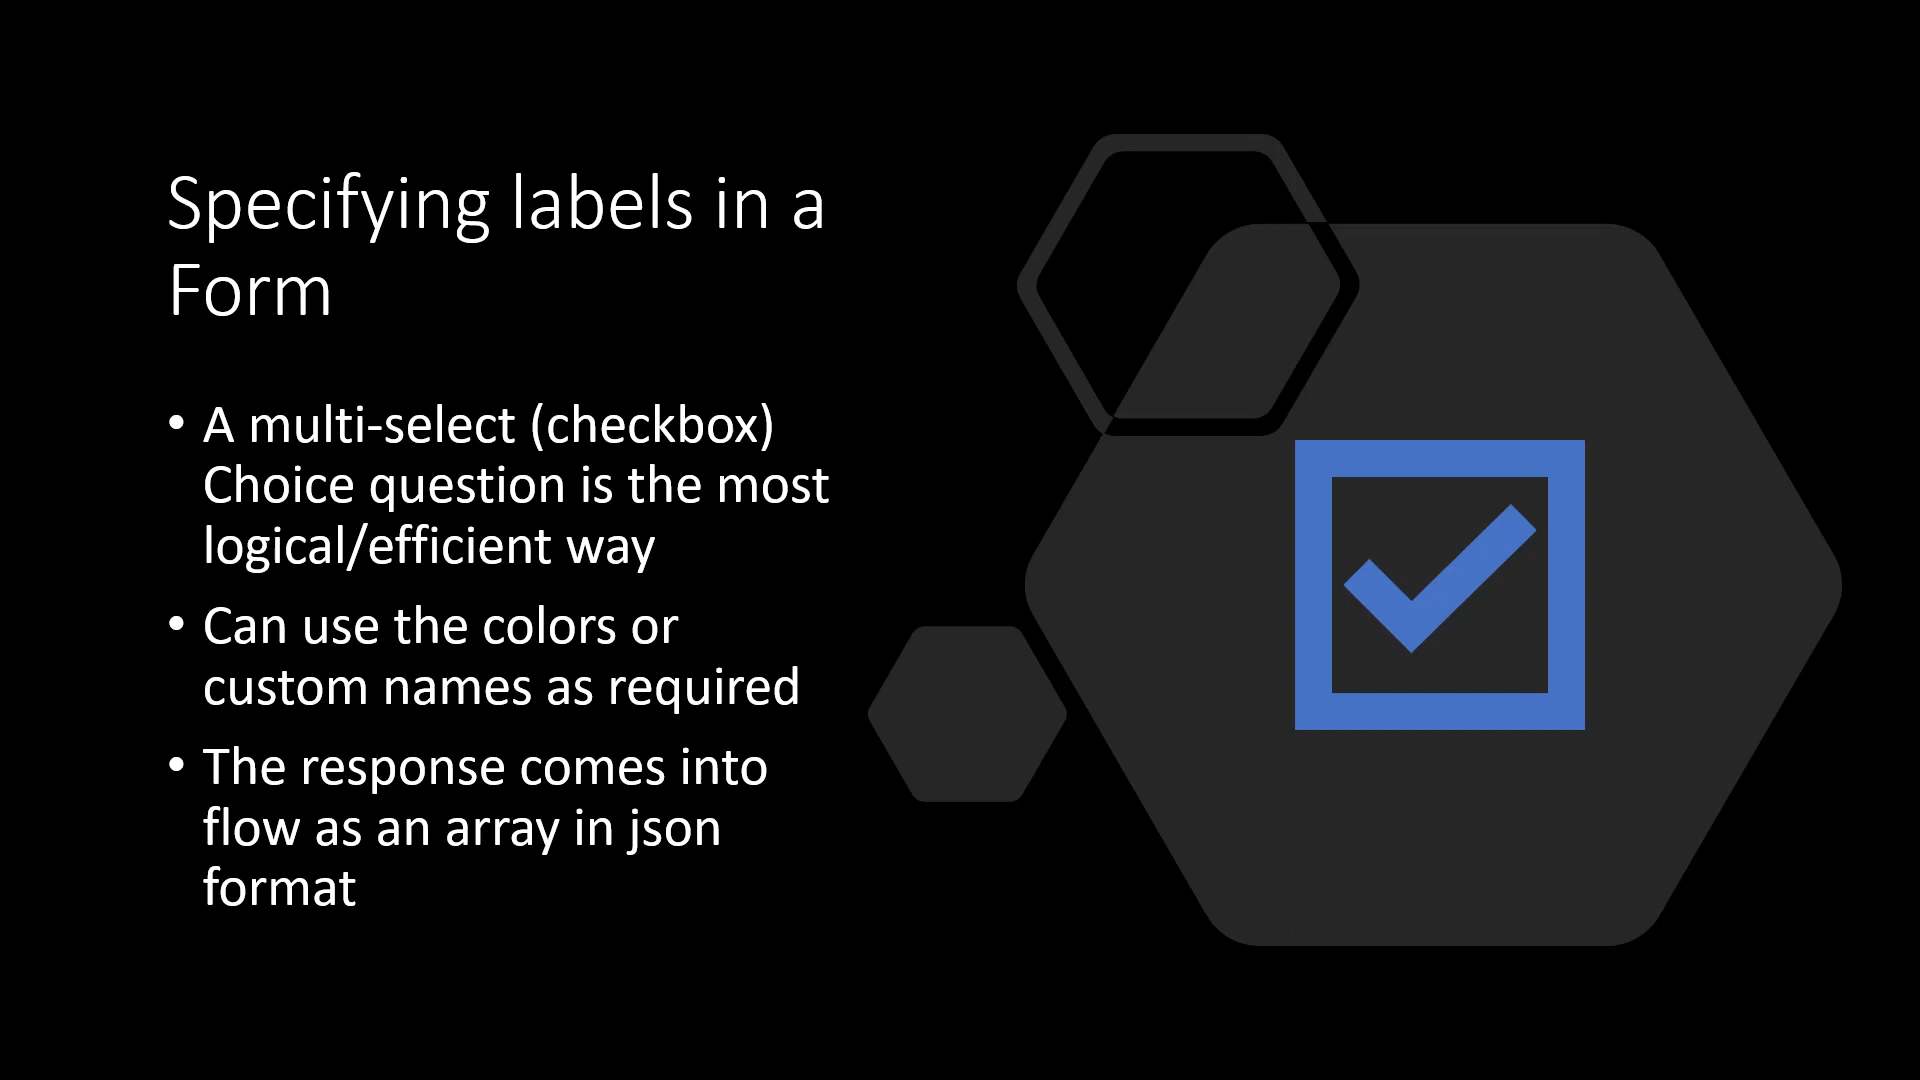 Specifying labels in a
Form
• A multi-select (checkbox)
Choice question is the most
logical/efficient way
• Can use the colors or
custom names as required
• The response comes into
flow as an array in json
format